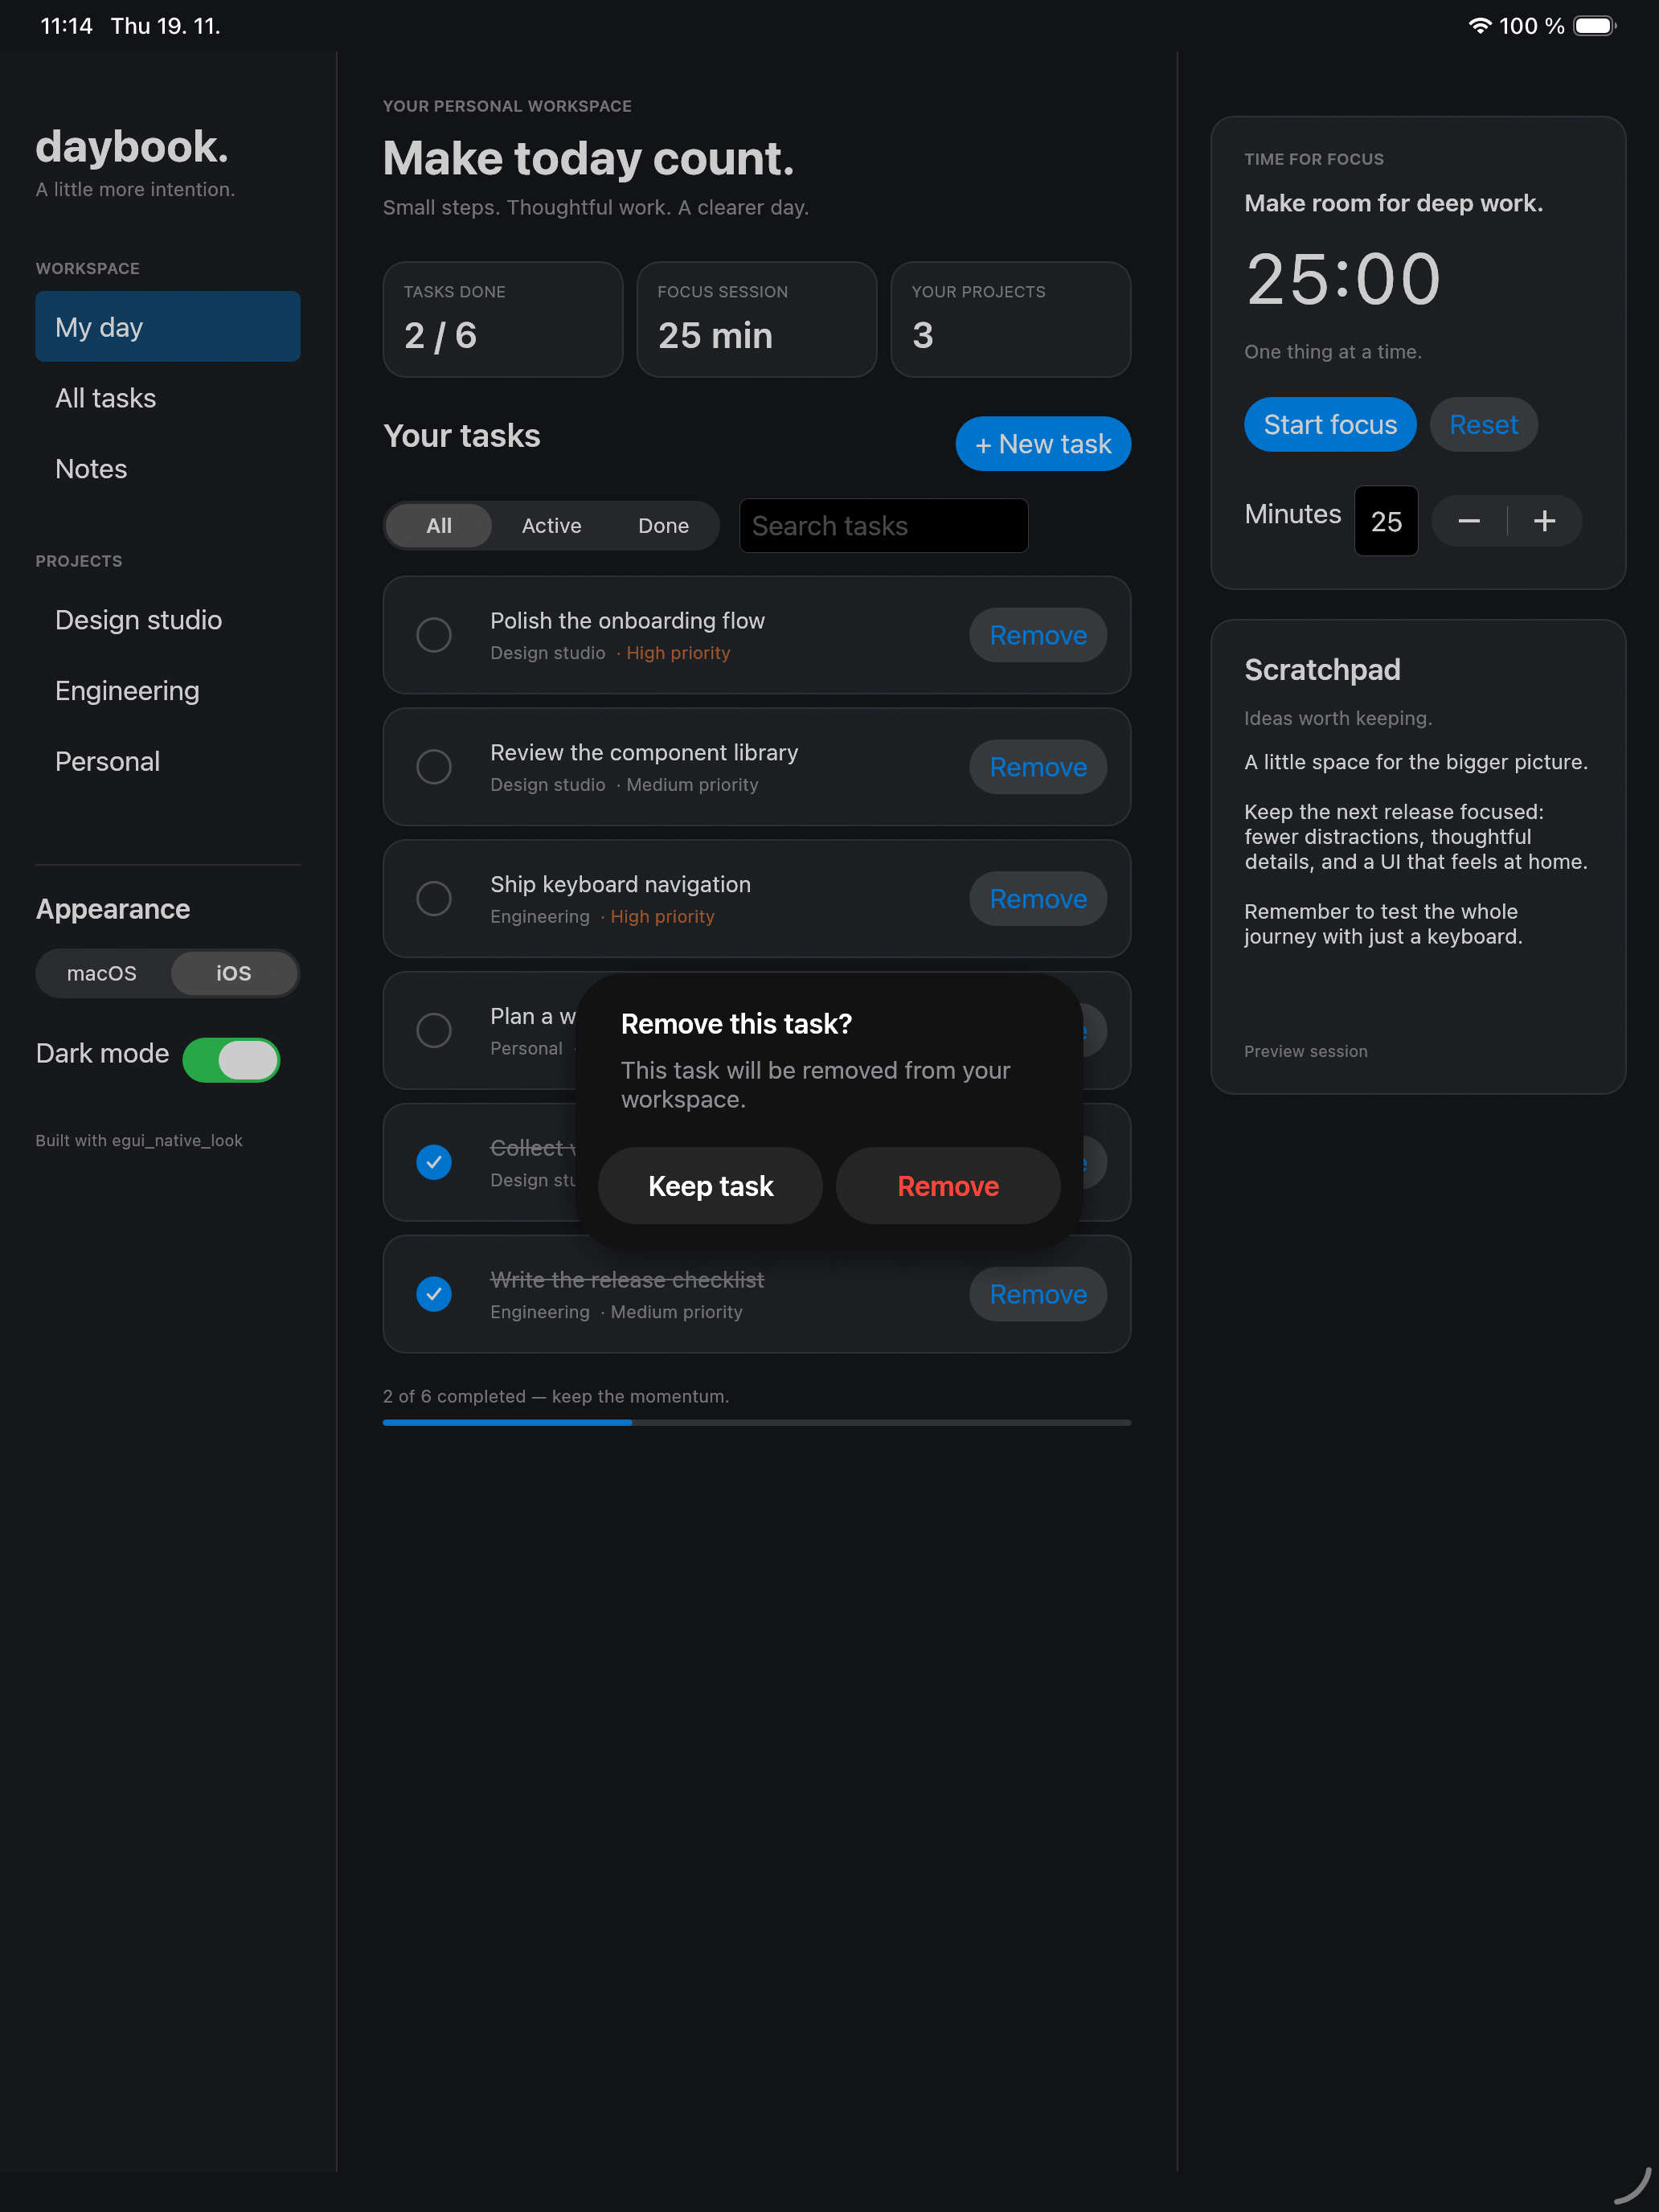 11:14 Thu 19. 11.
100 %
daybook.
A little more intention.
WORKSPACE
My day
All tasks
Notes
PROJECTS
Design studio
Engineering
Personal
Appearance
macOS
iOS
Dark mode
Built with egui_native_look
YOUR PERSONAL WORKSPACE
Make today count.
Small steps. Thoughtful work. A clearer day.
TASKS DONE
2 / 6
FOCUS SESSION
25 min
YOUR PROJECTS
3
Your tasks
+ New task
All
Active
Done
Search tasks
Polish the onboarding flow
Design studio · High priority
Remove
Review the component library
Design studio · Medium priority
Remove
Ship keyboard navigation
Engineering · High priority
Remove
Plan a
Personal
Collect
Design
Remove this task?
This task will be removed from your
workspace.
Keep task
Remove
Write the release checklist
Engineering · Medium priority
Remove
2 of 6 completed — keep the momentum.
TIME FOR FOCUS
Make room for deep work.
25:00
One thing at a time.
Start focus
Reset
Minutes
25
Scratchpad
Ideas worth keeping.
A little space for the bigger picture.
Keep the next release focused:
fewer distractions, thoughtful
details, and a UI that feels at home.
Remember to test the whole
journey with just a keyboard.
Preview session